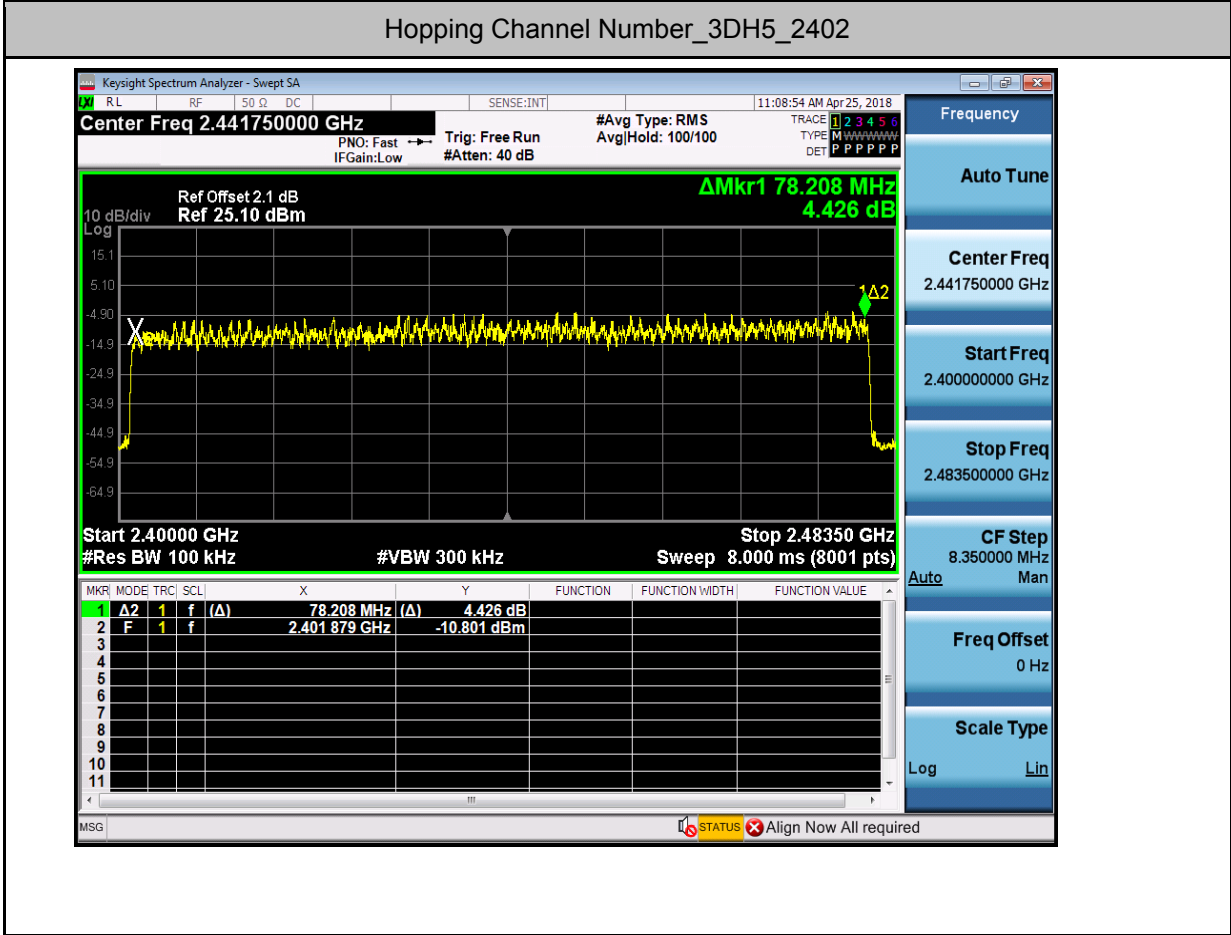 Hopping Channel Number_3DH5_2402
Keysight Spectrum Analyzer - Swept SA
LXI RL RF 50 Ω DC SENSE:INT 11:08:54 AM Apr 25, 2018
Center Freq 2.441750000 GHz
PNO: Fast
IFGain:Low
Trig: Free Run
#Atten: 40 dB
#Avg Type: RMS
Avg|Hold: 100/100
TRACE 1 2 3 4 5 6
TYPE M WWWWW
DET P P P P P P
Ref Offset 2.1 dB
10 dB/div Ref 25.10 dBm
Log
ΔMkr1 78.208 MHz
4.426 dB
15.1
5.10
-4.90
-14.9
-24.9
-34.9
-44.9
-54.9
-64.9
X
2
1Δ2
Start 2.40000 GHz Stop 2.48350 GHz
#Res BW 100 kHz #VBW 300 kHz Sweep 8.000 ms (8001 pts)
MKR MODE TRC SCL X Y FUNCTION FUNCTION WIDTH FUNCTION VALUE
1 Δ2 1 f (Δ) 78.208 MHz (Δ) 4.426 dB
2 F 1 f 2.401 879 GHz -10.801 dBm
3
4
5
6
7
8
9
10
11
MSG STATUS Align Now All required
Frequency
Auto Tune
Center Freq
2.441750000 GHz
Start Freq
2.400000000 GHz
Stop Freq
2.483500000 GHz
CF Step
8.350000 MHz
Auto Man
Freq Offset
0 Hz
Scale Type
Log Lin